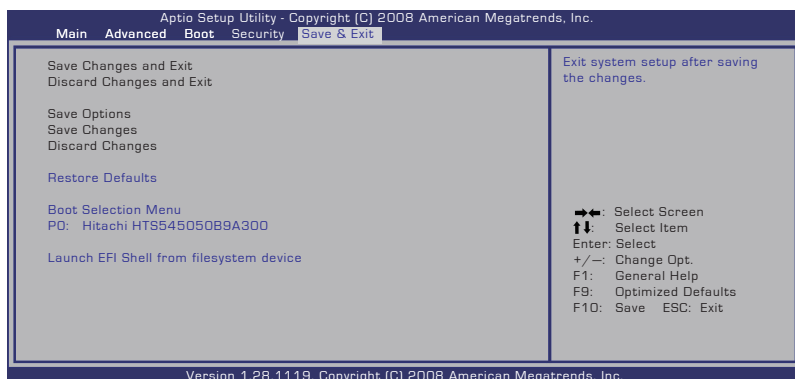 Aptio Setup Utility - Copyright (C) 2008 American Megatrends, Inc.
Main Advanced Boot Security Save & Exit
Save Changes and Exit
Discard Changes and Exit
Save Options
Save Changes
Discard Changes
Restore Defaults
Boot Selection Menu
P0: Hitachi HTS545050B9A300
Launch EFI Shell from filesystem device
Exit system setup after saving
the changes.
→←: Select Screen
↑↓: Select Item
Enter: Select
+/—: Change Opt.
F1: General Help
F9: Optimized Defaults
F10: Save ESC: Exit
Version 1.28.1119. Copyright (C) 2008 American Megatrends, Inc.